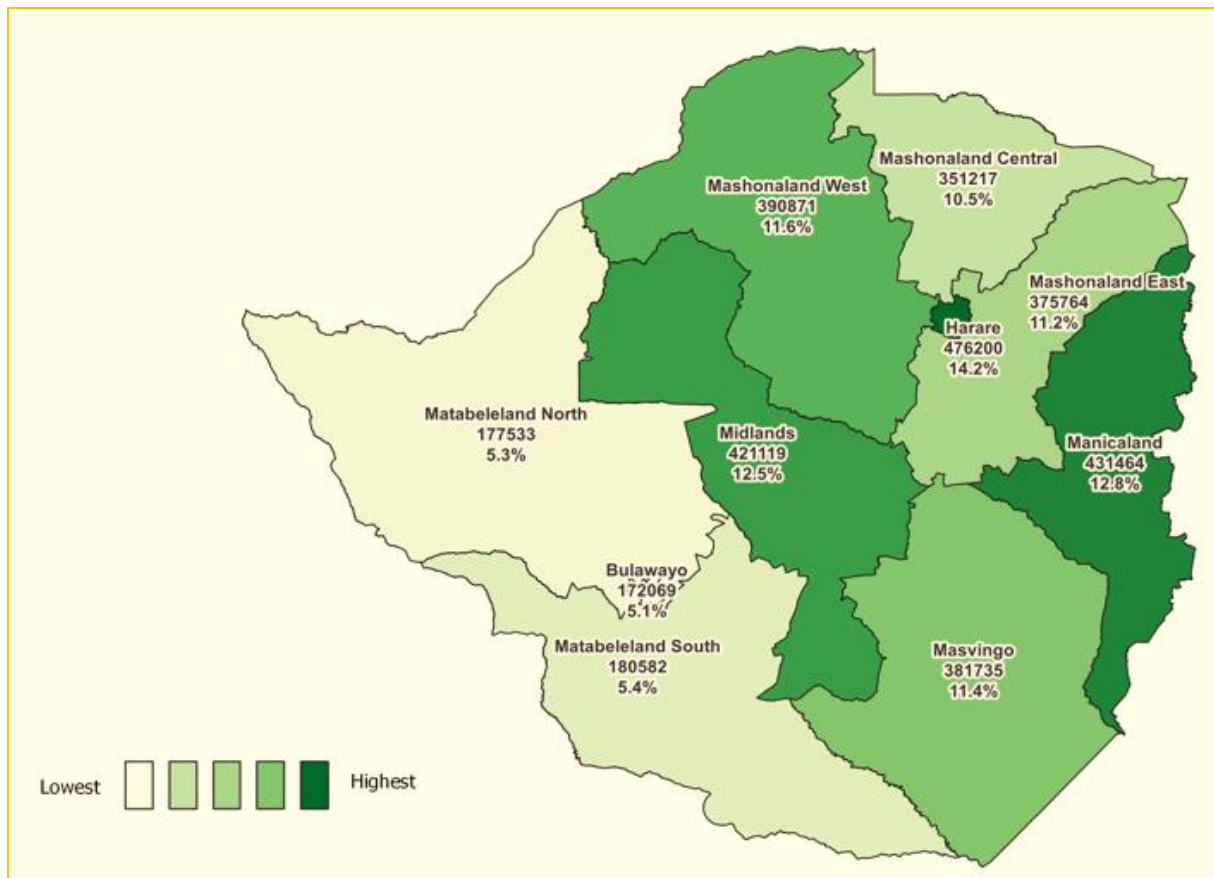 Mashonaland Central
351217
10.5%
Mashonaland West
390871
11.6%
Mashonaland East
375764
11.2%
Harare
476200
14.2%
Matabeleland North
177533
5.3%
Midlands
421119
12.5%
Manicaland
431464
12.8%
Bulawayo
172069
5.1%
Matabeleland South
180582
5.4%
Masvingo
381735
11.4%
Lowest
Highest